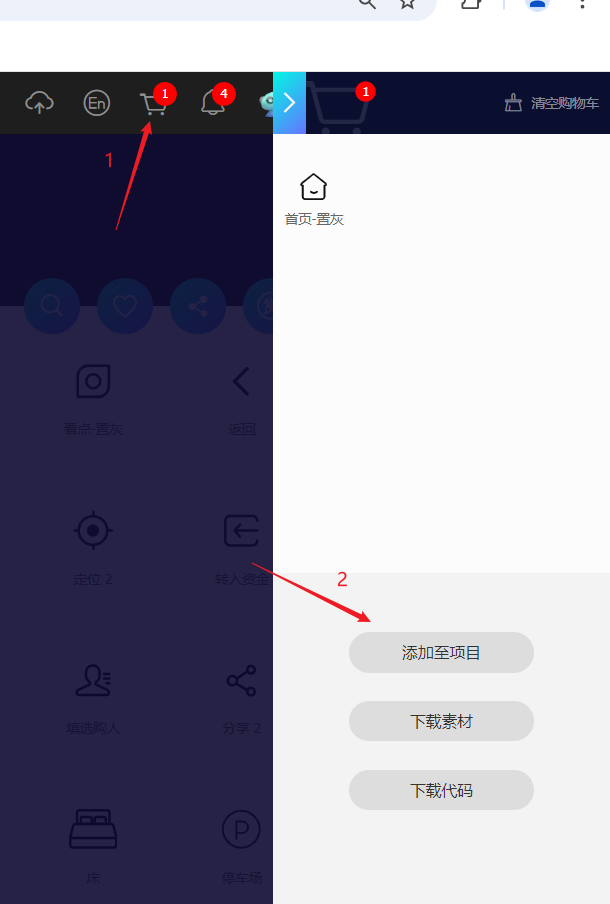 En
1
4
1
清空购物车
1
首页-置灰
看点-置灰
返回
定位 2
转入资金
2
添加至项目
填选购人
分享 2
下载素材
下载代码
P
床
停车场